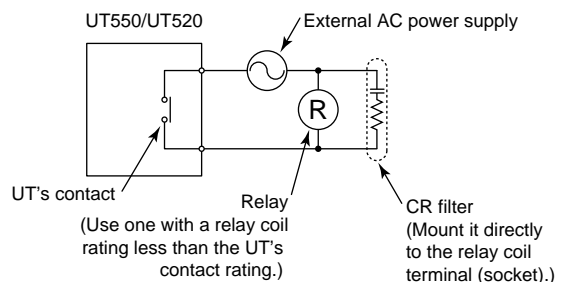 UT550/UT520
External AC power supply
R
UT's contact
Relay
(Use one with a relay coil
rating less than the UT's
contact rating.)
CR filter
(Mount it directly
to the relay coil
terminal (socket).)